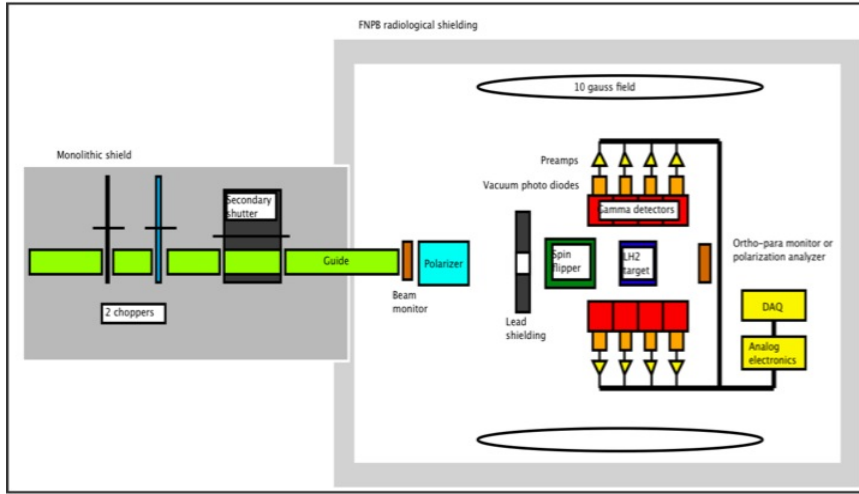 FNPB radiological shielding
10 gauss field
Monolithic shield
Preamps
Vacuum photo diodes
Secondary
shutter
Gamma detectors
Ortho-para monitor or
polarization analyzer
Guide
Polarizer
Spin
flipper
LH2
target
Beam
monitor
2 choppers
Lead
shielding
DAQ
Analog
electronics